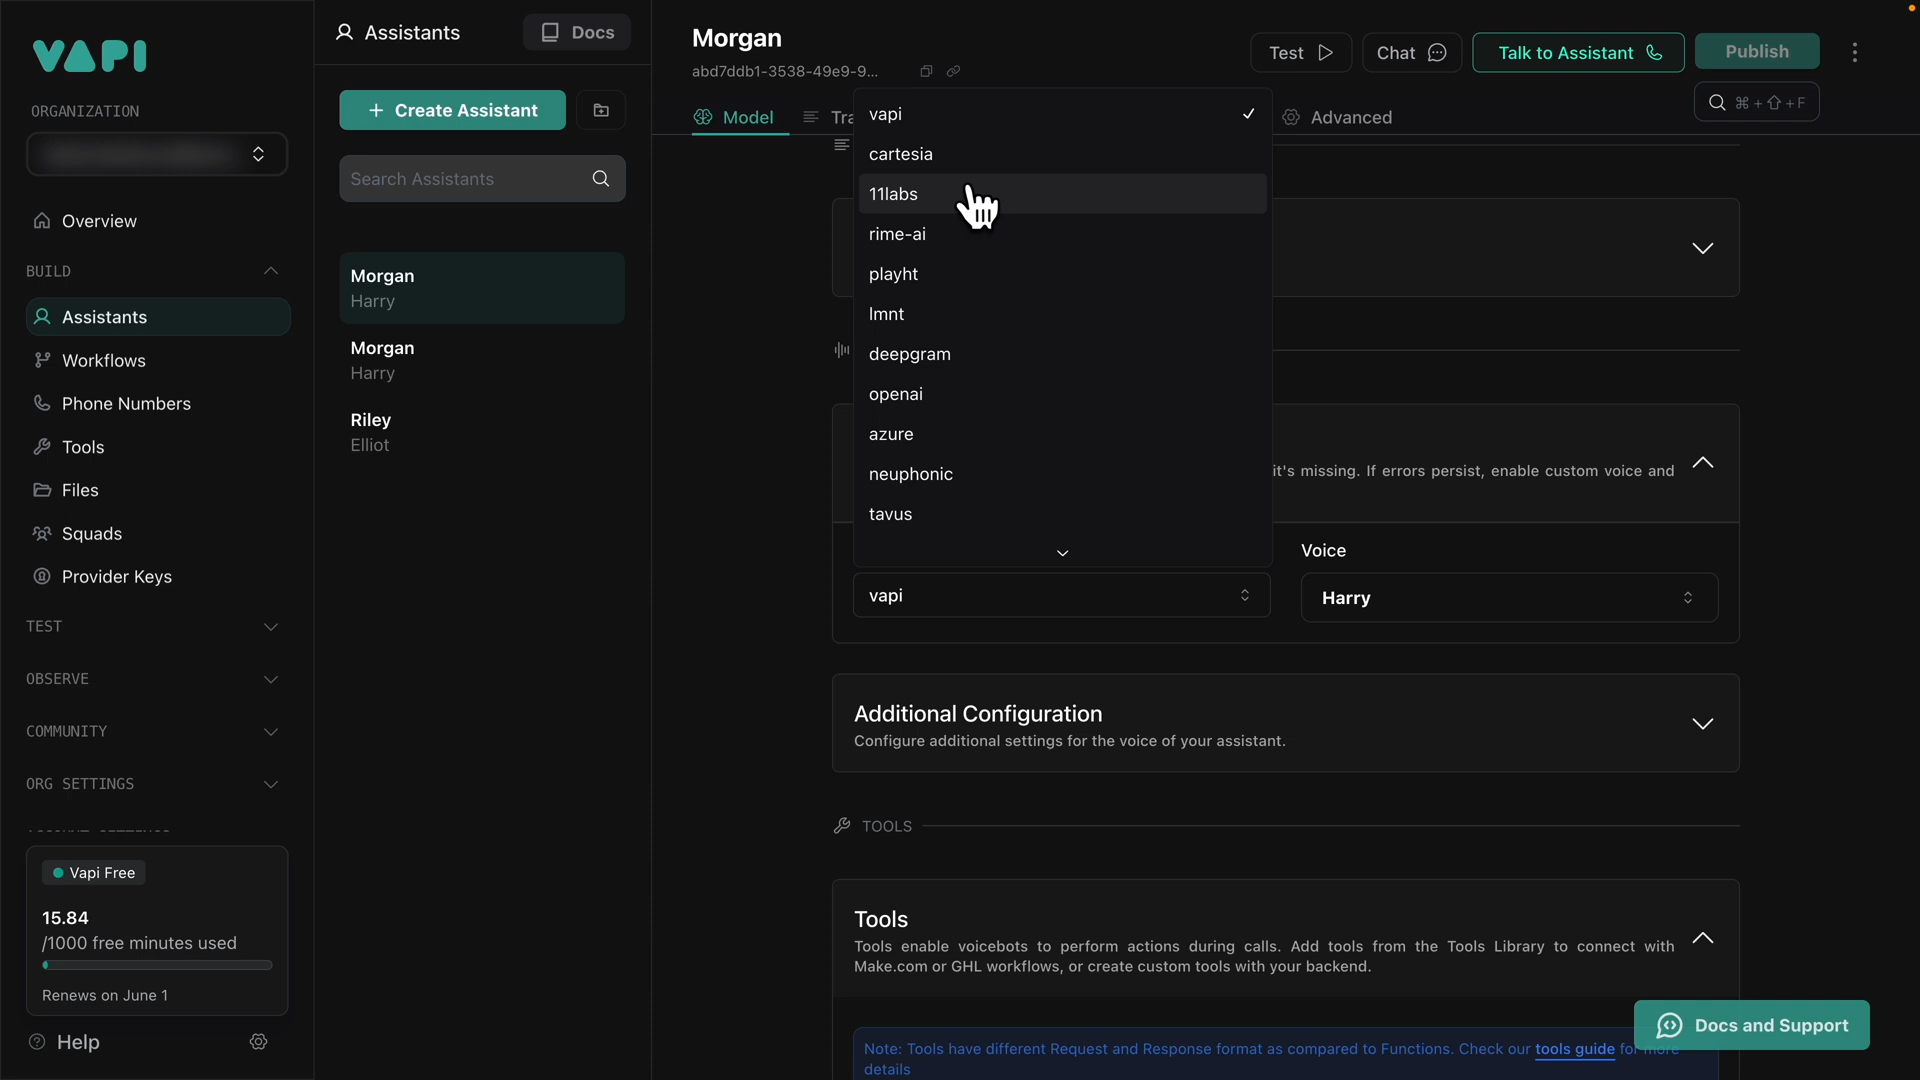 VAPI
ORGANIZATION
Overview
BUILD
Assistants
Workflows
Phone Numbers
Tools
Files
Squads
Provider Keys
TEST
OBSERVE
COMMUNITY
ORG SETTINGS
Vapi Free
15.84
/1000 free minutes used
Renews on June 1
Help
Assistants
Docs
+ Create Assistant
Search Assistants
Morgan
Harry
Morgan
Harry
Riley
Elliot
Morgan
abd7ddb1-3538-49e9-9...
Test
Chat
Talk to Assistant
Publish
⌘ + ⇧ + F
Model
Tra
Advanced
vapi
cartesia
11labs
rime-ai
playht
lmnt
deepgram
openai
azure
neuphonic
tavus
it's missing. If errors persist, enable custom voice and
vapi
Voice
Harry
Additional Configuration
Configure additional settings for the voice of your assistant.
TOOLS
Tools
Tools enable voicebots to perform actions during calls. Add tools from the Tools Library to connect with
Make.com or GHL workflows, or create custom tools with your backend.
Note: Tools have different Request and Response format as compared to Functions. Check our tools guide for more
details
Docs and Support